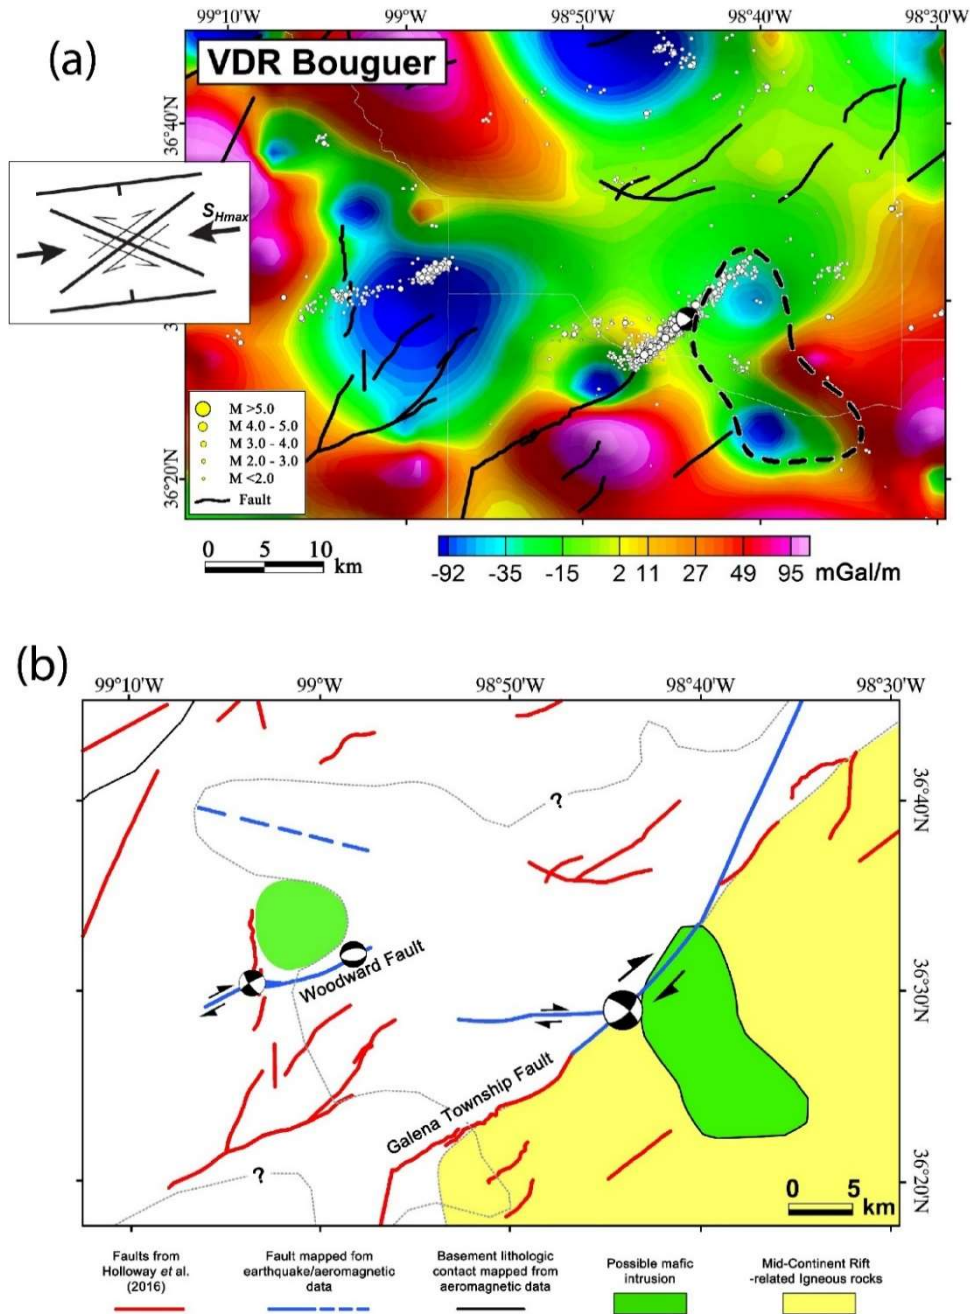 99°10'W 99°W 98°50'W 98°40'W 98°30'W
(a)
VDR Bouguer
36°40'N
S_Hmax
36°20'N
M >5.0
M 4.0 - 5.0
M 3.0 - 4.0
M 2.0 - 3.0
M <2.0
Fault
0 5 10
km
-92 -35 -15 2 11 27 49 95 mGal/m
(b)
99°10'W 99°W 98°50'W 98°40'W 98°30'W
36°40'N
?
Woodward Fault
36°30'N
Galena Township Fault
?
0 5
km
36°20'N
Faults from
Holloway et al.
(2016)
Fault mapped fom
earthquake/aeromagnetic
data
Basement lithologic
contact mapped from
aeromagnetic data
Possible mafic
intrusion
Mid-Continent Rift
-related Igneous rocks